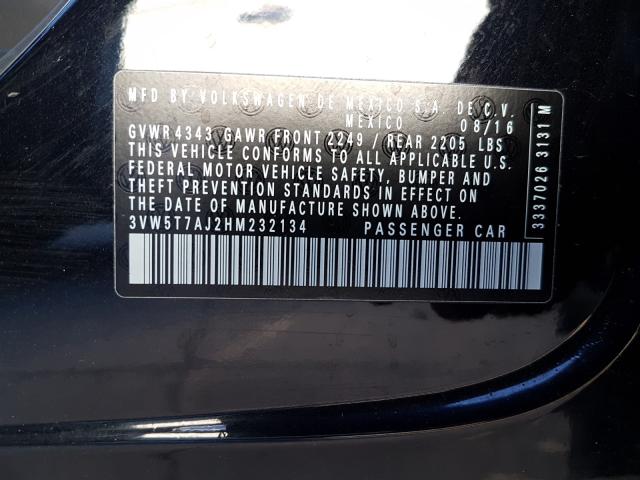 MFD BY VOLKSWAGEN DE MEXICO S.A. DE C.V.
MEXICO 08/16
GVWR 4343 GAWR FRONT 2249 / REAR 2205 LBS
THIS VEHICLE CONFORMS TO ALL APPLICABLE U.S.
FEDERAL MOTOR VEHICLE SAFETY, BUMPER AND
THEFT PREVENTION STANDARDS IN EFFECT ON
THE DATE OF MANUFACTURE SHOWN ABOVE.
3VW5T7AJ2HM232134 PASSENGER CAR
3337026 3131 M